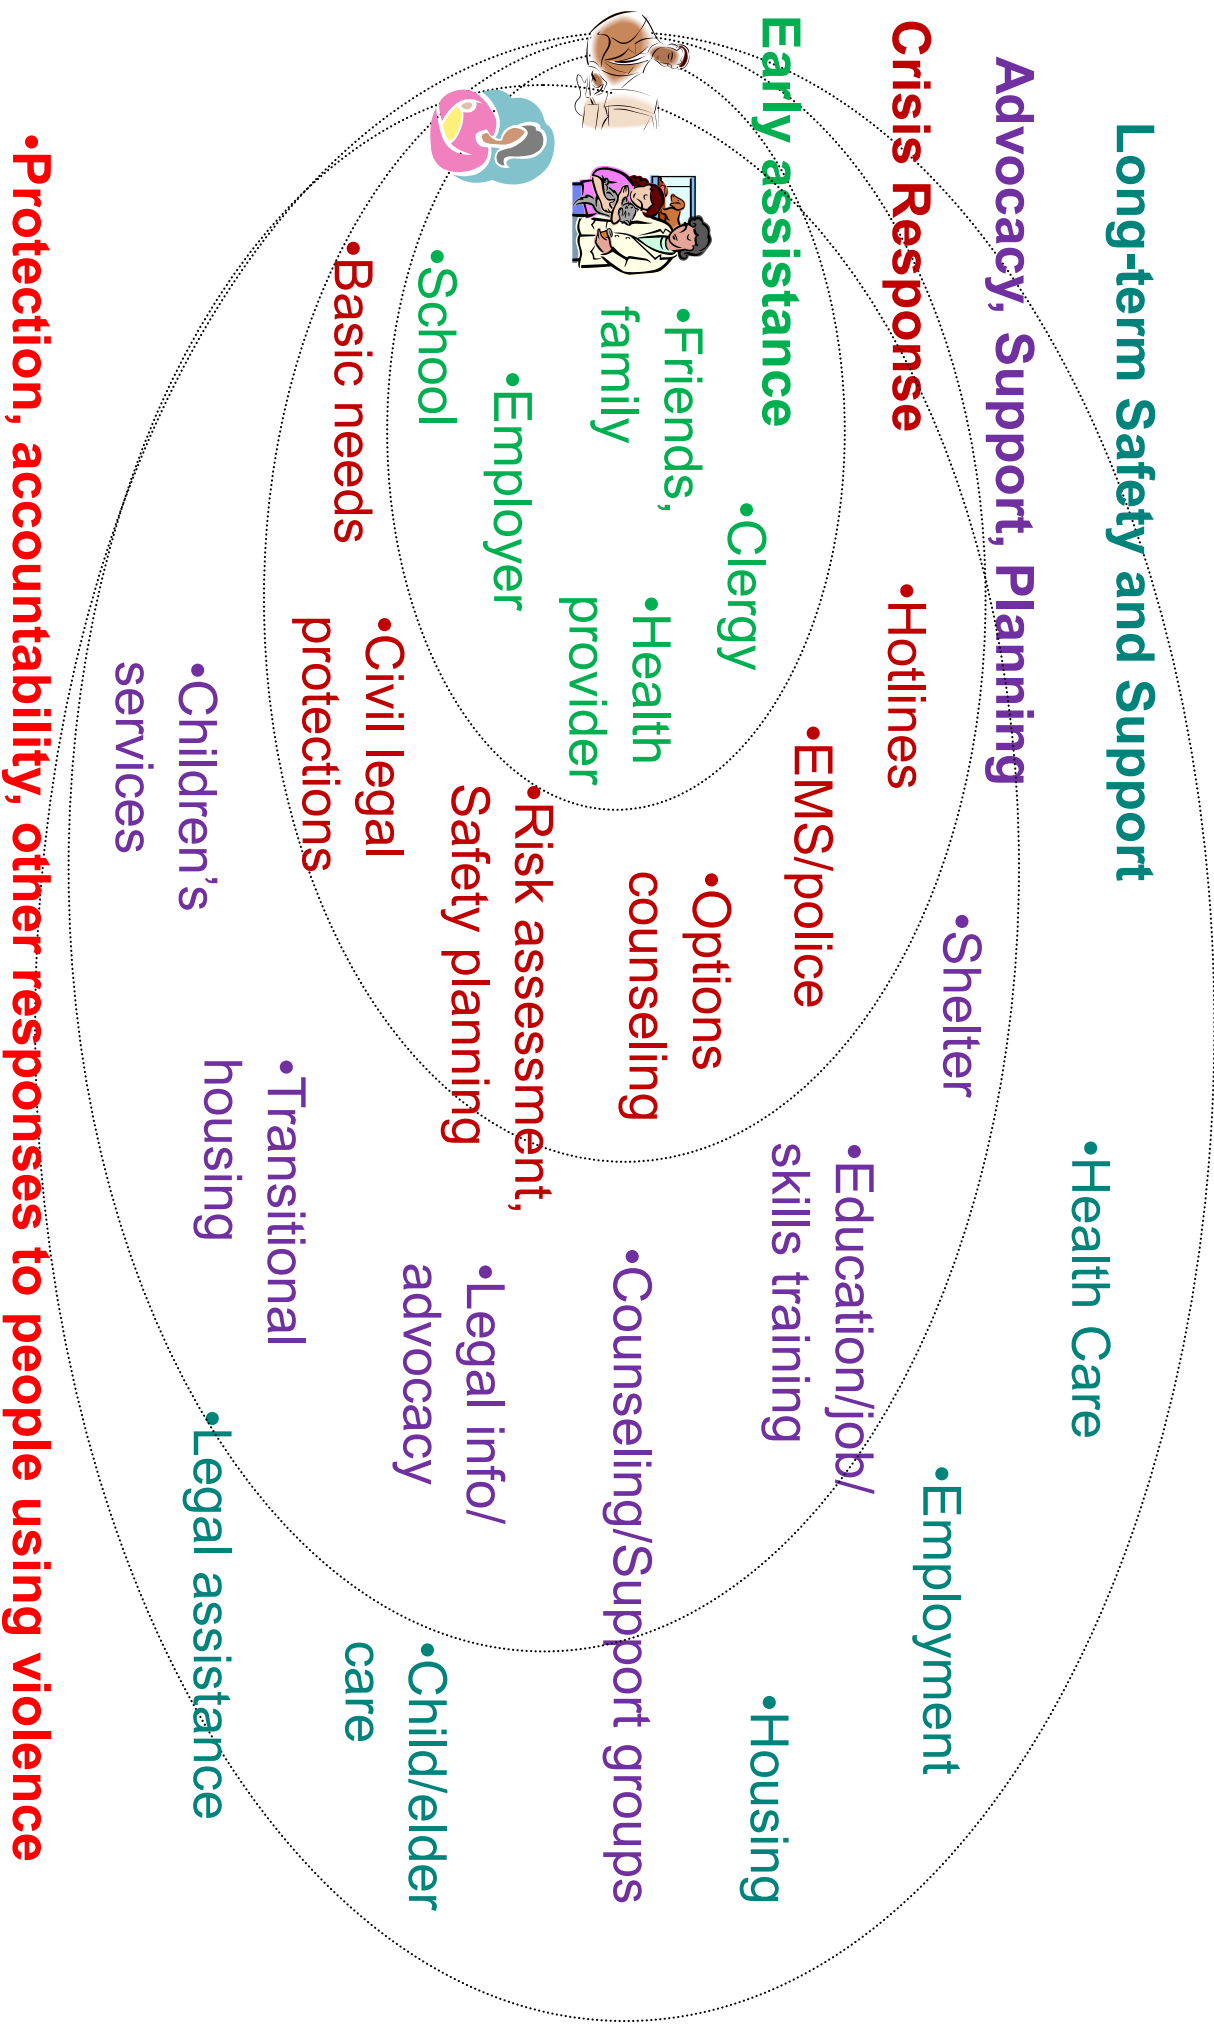 Long-term Safety and Support
Advocacy, Support, Planning
Crisis Response
Early assistance
•Clergy
•Friends,
family
•Health
provider
•Employer
•School
•Hotlines
•EMS/police
•Options
counseling
•Risk assessment,
Safety planning
•Civil legal
protections
•Basic needs
•Shelter
•Education/job/
skills training
•Counseling/Support groups
•Legal info/
advocacy
•Transitional
housing
•Children’s
services
•Health Care
•Employment
•Housing
•Child/elder
care
•Legal assistance
•Protection, accountability, other responses to people using violence